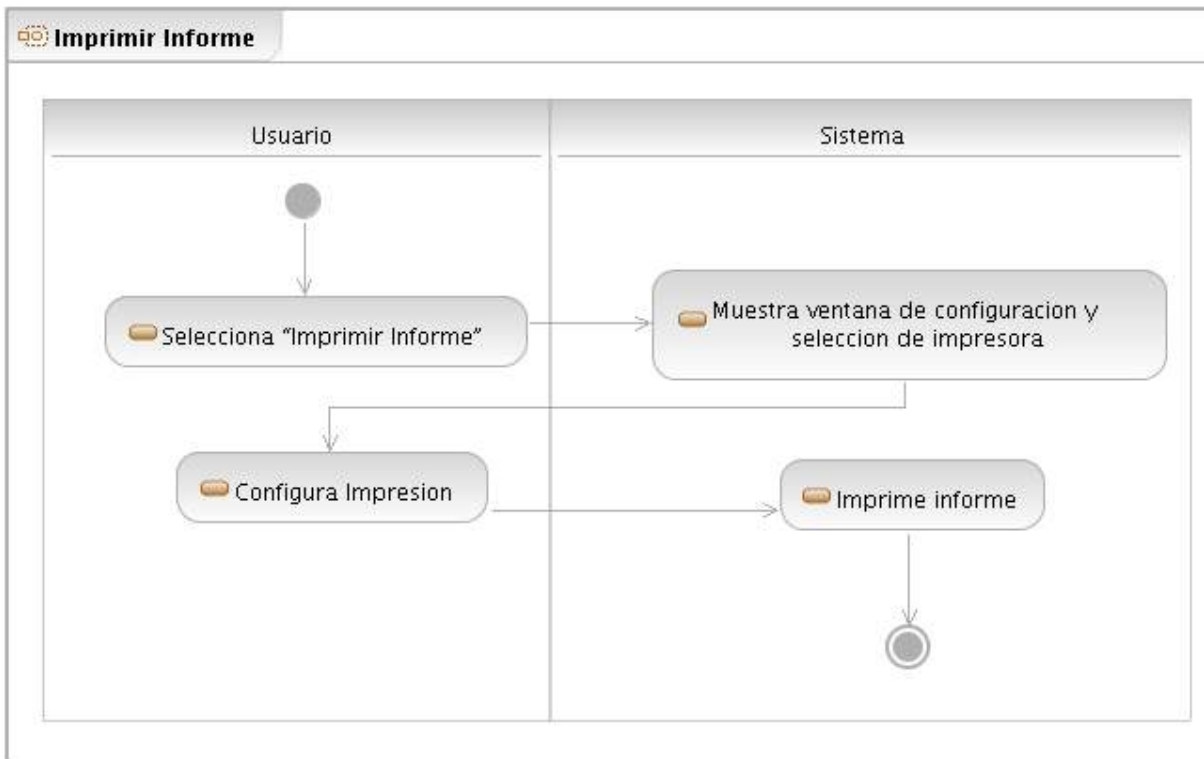 Imprimir Informe
Usuario
Sistema
Selecciona “Imprimir Informe”
Muestra ventana de configuracion y
seleccion de impresora
Configura Impresion
Imprime informe